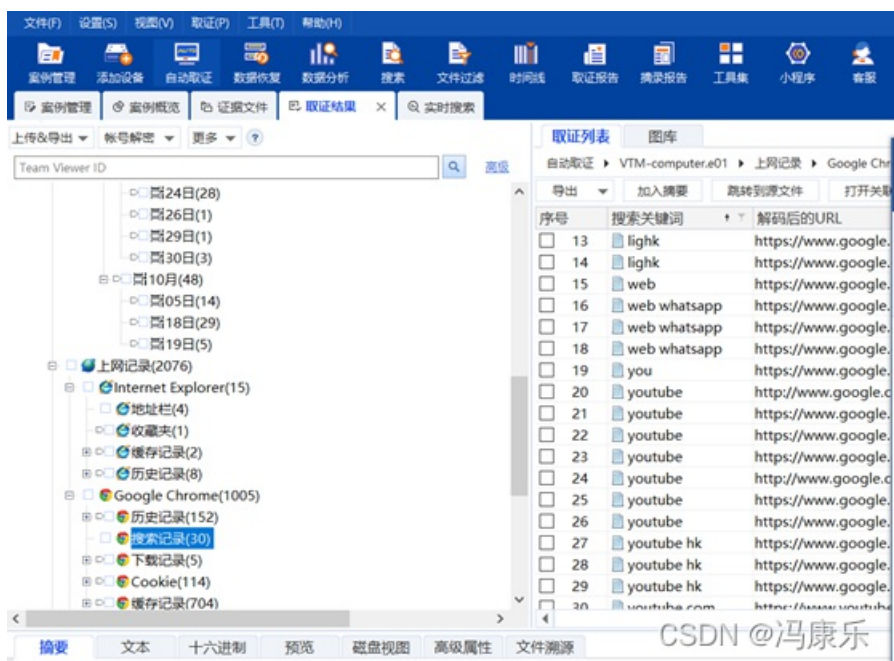 文件(F) 设置(S) 视图(V) 取证(P) 工具(T) 帮助(H)
案例管理 添加设备 自动取证 数据恢复 数据分析 搜索 文件过滤 时间线 取证报告 摘录报告 工具集 小程序 客服
案例管理 案例概览 证据文件 取证结果 × 实时搜索
上传&导出 帐号解密 更多 ?
Team Viewer ID 高级
24日(28)
26日(1)
29日(1)
30日(3)
10月(48)
05日(14)
18日(29)
19日(5)
上网记录(2076)
Internet Explorer(15)
地址栏(4)
收藏夹(1)
缓存记录(2)
历史记录(8)
Google Chrome(1005)
历史记录(152)
搜索记录(30)
下载记录(5)
Cookie(114)
缓存记录(704)
取证列表 图库
自动取证 VTM-computer.e01 上网记录 Google Chr
导出 加入摘要 跳转到源文件 打开关联
序号 搜索关键词 解码后的URL
13 lighk https://www.google.
14 lighk https://www.google.
15 web https://www.google.
16 web whatsapp https://www.google.
17 web whatsapp https://www.google.
18 web whatsapp https://www.google.
19 you https://www.google.
20 youtube http://www.google.c
21 youtube https://www.google.
22 youtube https://www.google.
23 youtube https://www.google.
24 youtube http://www.google.c
25 youtube https://www.google.
26 youtube https://www.google.
27 youtube hk https://www.google.
28 youtube hk https://www.google.
29 youtube hk https://www.google.
30 youtube com https://www.youtub
摘要 文本 十六进制 预览 磁盘视图 高级属性 文件溯源
CSDN @冯康乐